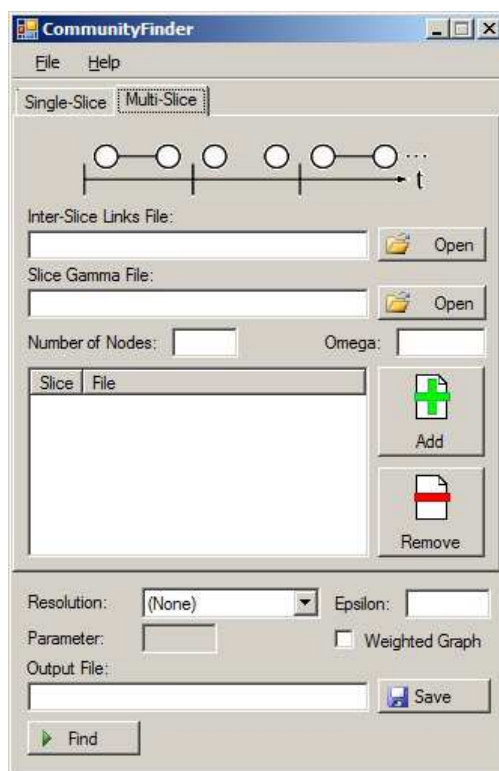 CommunityFinder
File Help
Single-Slice Multi-Slice
... t
Inter-Slice Links File:
Open
Slice Gamma File:
Open
Number of Nodes: Omega:
Slice File
Add
Remove
Resolution: (None) Epsilon:
Parameter: Weighted Graph
Output File:
Save
Find